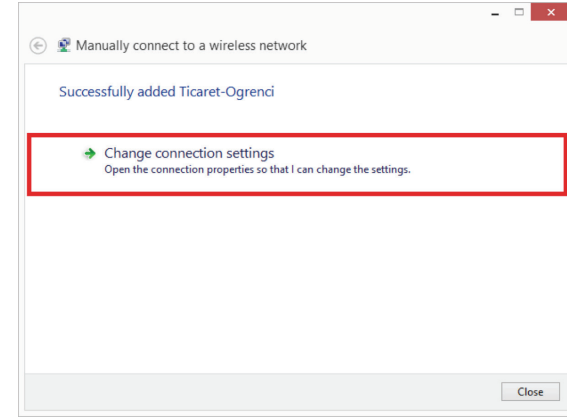 Manually connect to a wireless network
Successfully added Ticaret-Ogrenci
Change connection settings
Open the connection properties so that I can change the settings.
Close